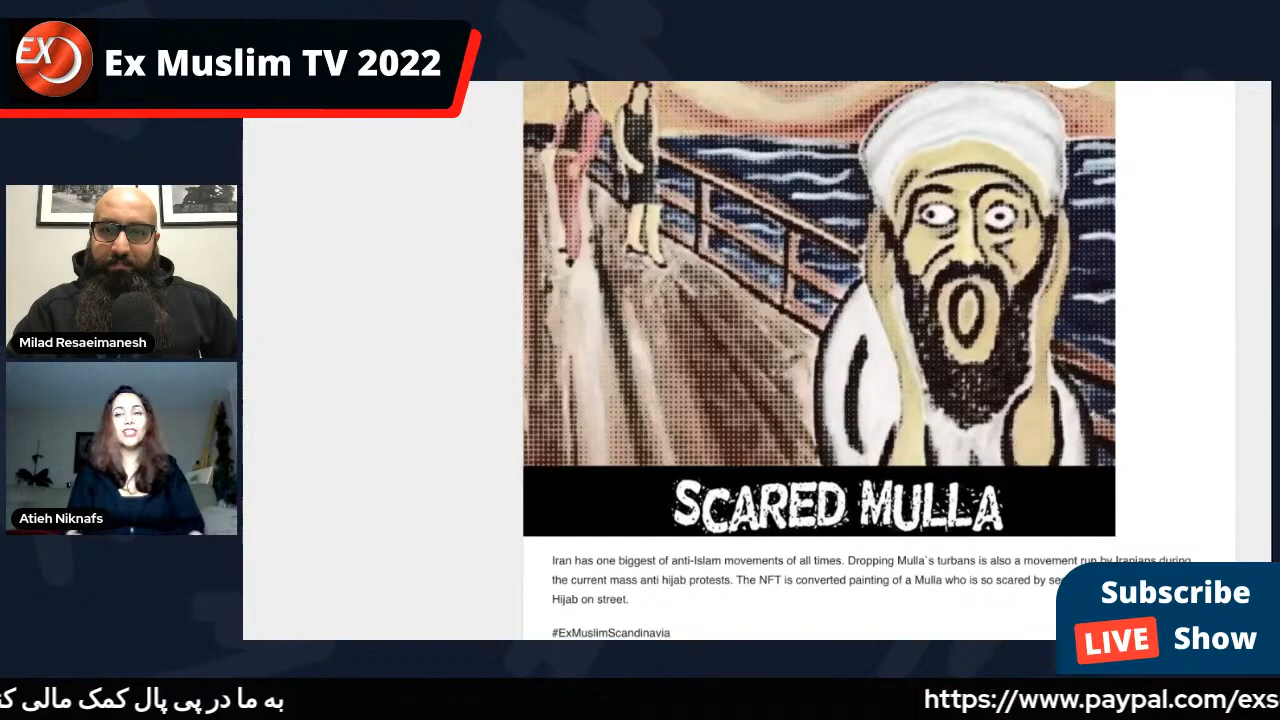 EX
Ex Muslim TV 2022
Milad Resaeimanesh
Atieh Niknafs
SCARED MULLA
Iran has one biggest of anti-Islam movements of all times. Dropping Mulla`s turbans is also a movement run by Iranians during
the current mass anti hijab protests. The NFT is converted painting of a Mulla who is so scared by
Hijab on street.
#ExMuslimScandinavia
Subscribe
LIVE Show
به ما در پی پال کمک مالی
https://www.paypal.com/exs